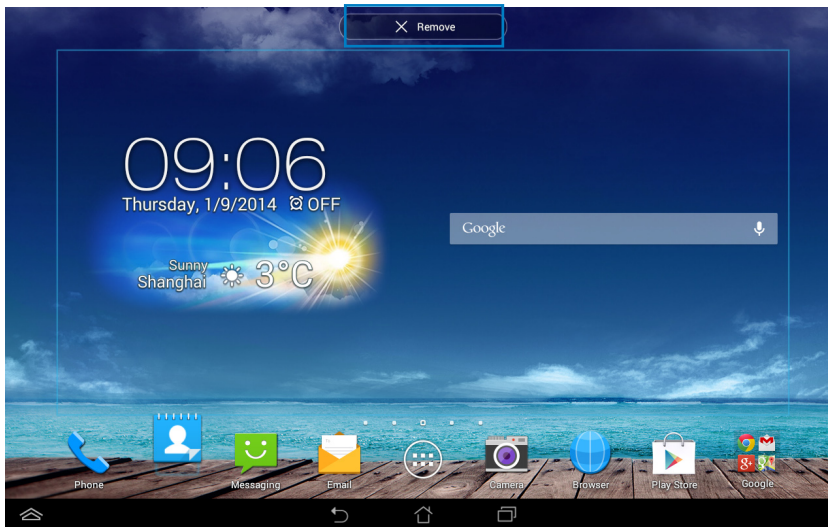 Remove
09:06
Thursday, 1/9/2014 OFF
Google
Sunny
Shanghai 3°C
Phone
Messaging
Email
Camera
Browser
Play Store
g+
Google